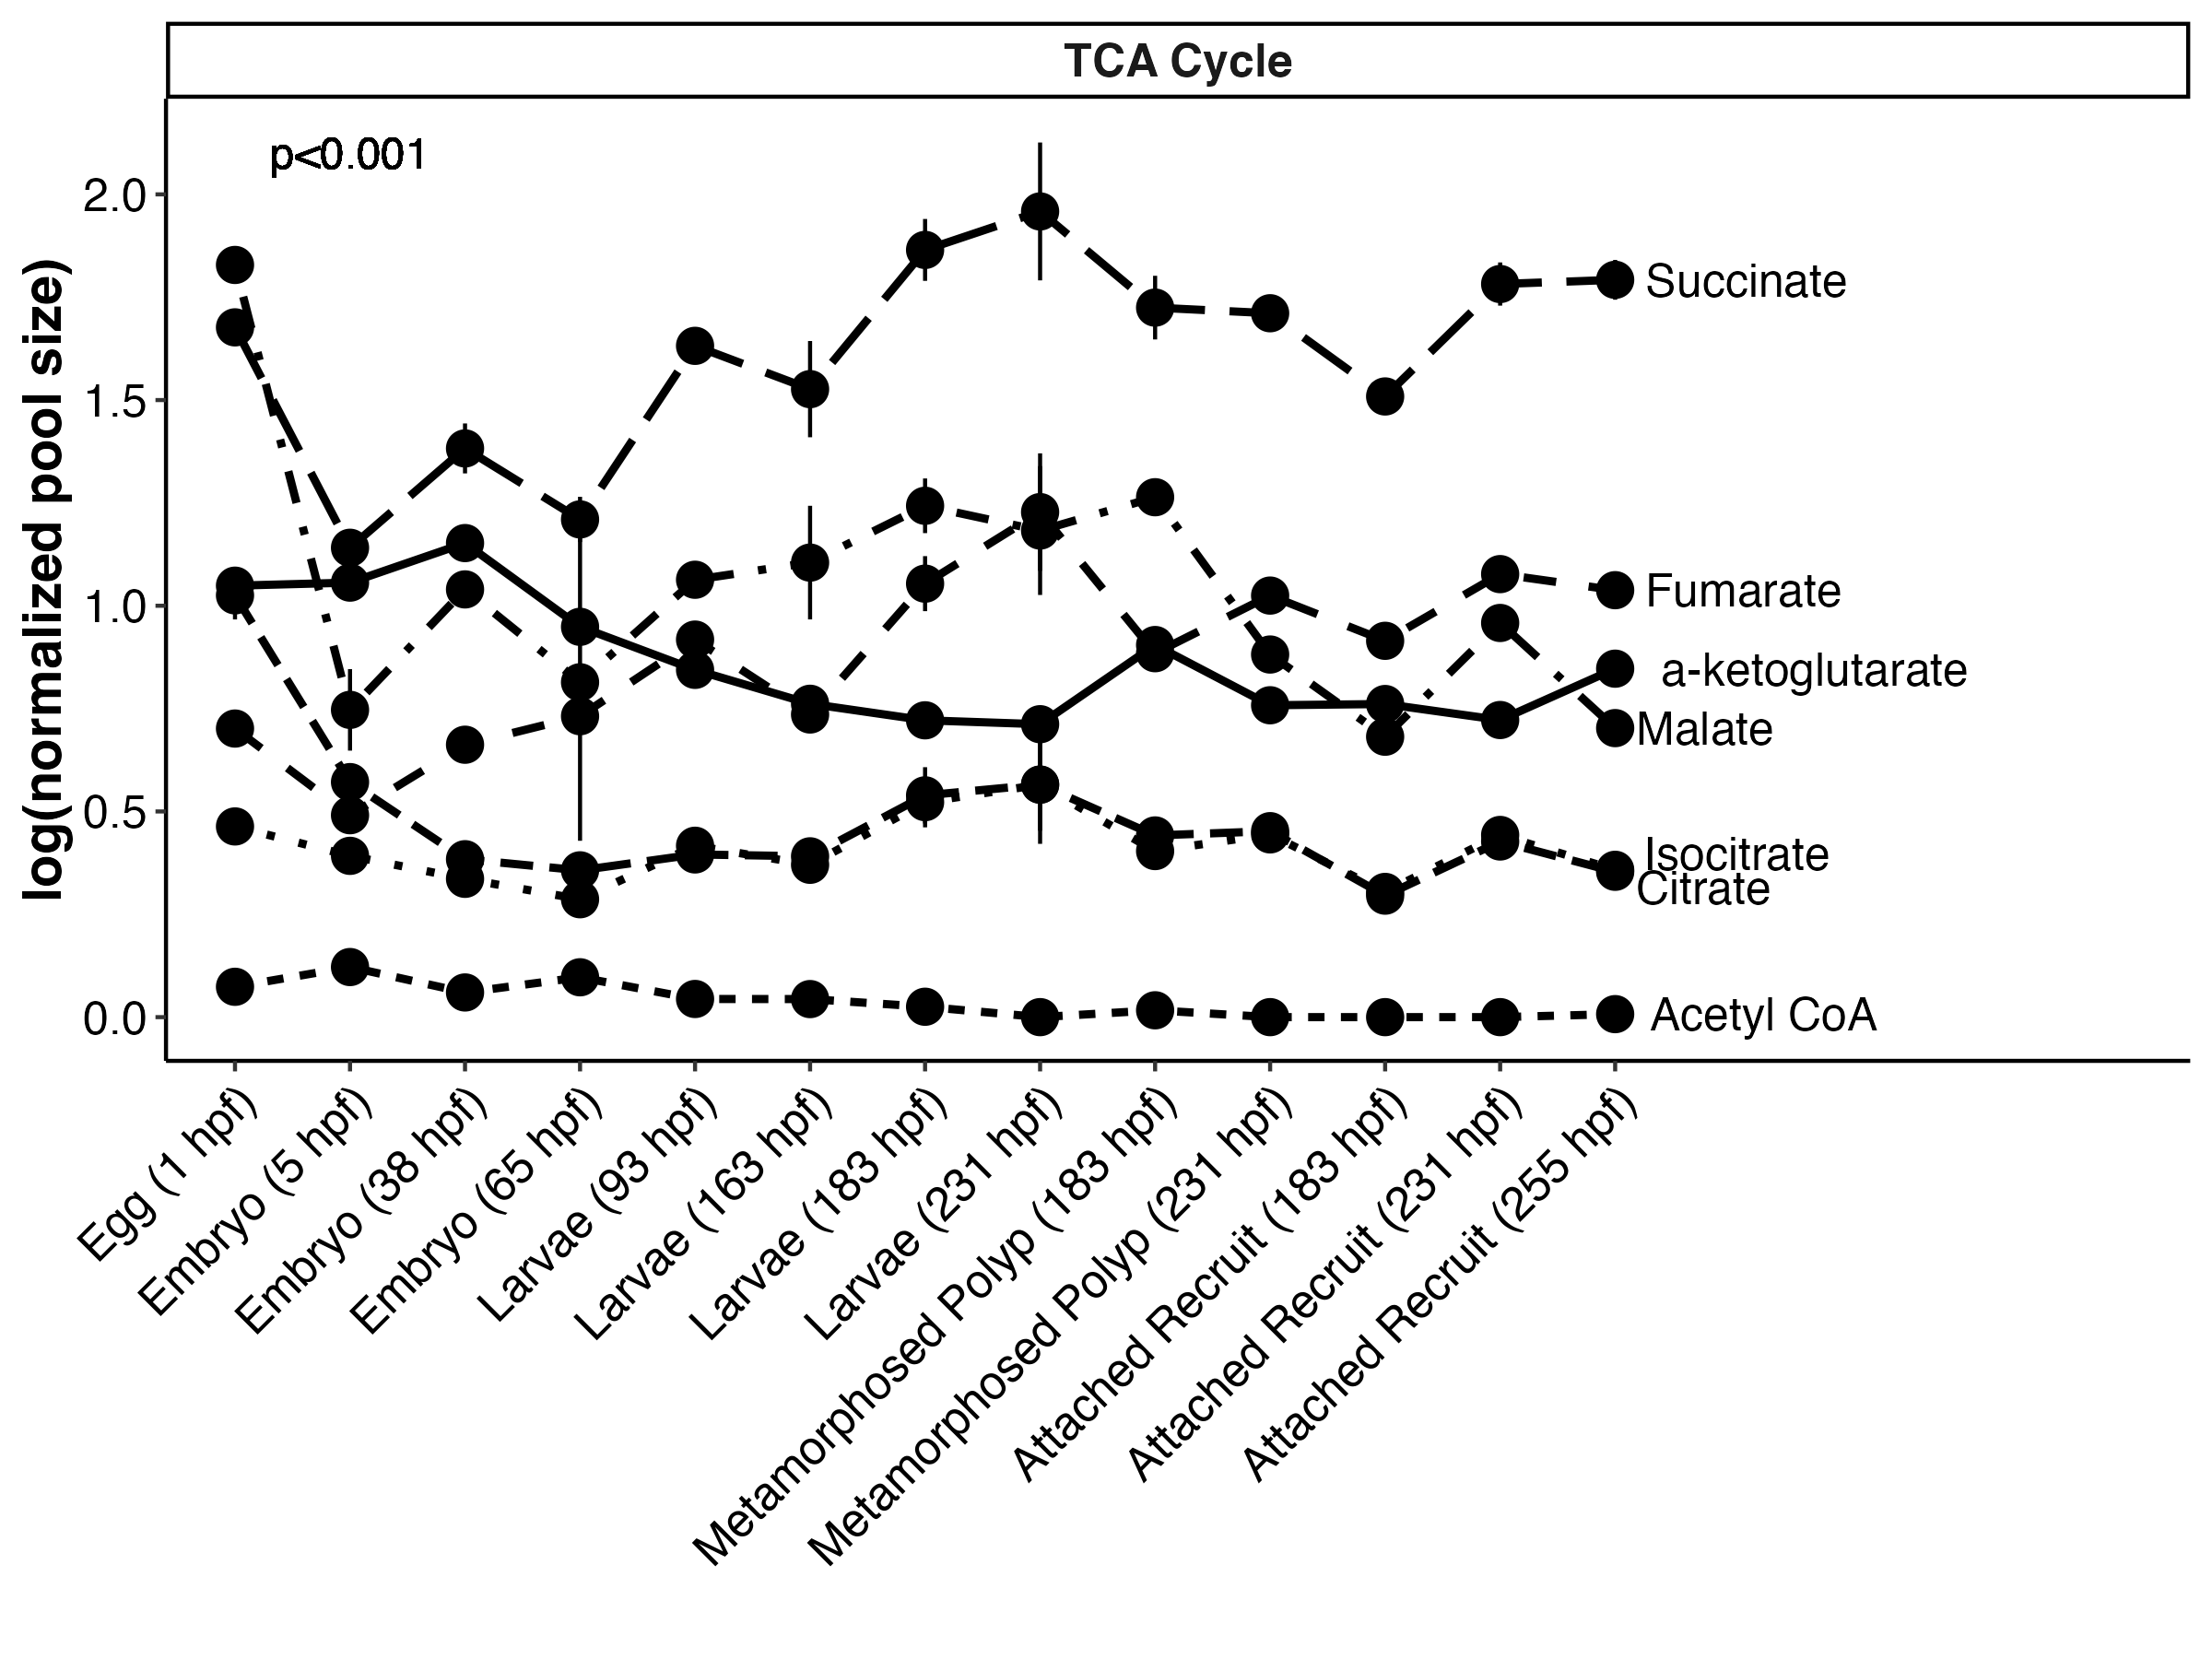 TCA Cycle
p<0.001
log(normalized pool size)
2.0
1.5
1.0
0.5
0.0
Succinate
Fumarate
a-ketoglutarate
Malate
Isocitrate
Citrate
Acetyl CoA
Egg (1 hpf)
Embryo (5 hpf)
Embryo (38 hpf)
Embryo (65 hpf)
Larvae (93 hpf)
Larvae (163 hpf)
Larvae (183 hpf)
Larvae (231 hpf)
Metamorphosed Polyp (183 hpf)
Metamorphosed Polyp (231 hpf)
Attached Recruit (183 hpf)
Attached Recruit (231 hpf)
Attached Recruit (255 hpf)